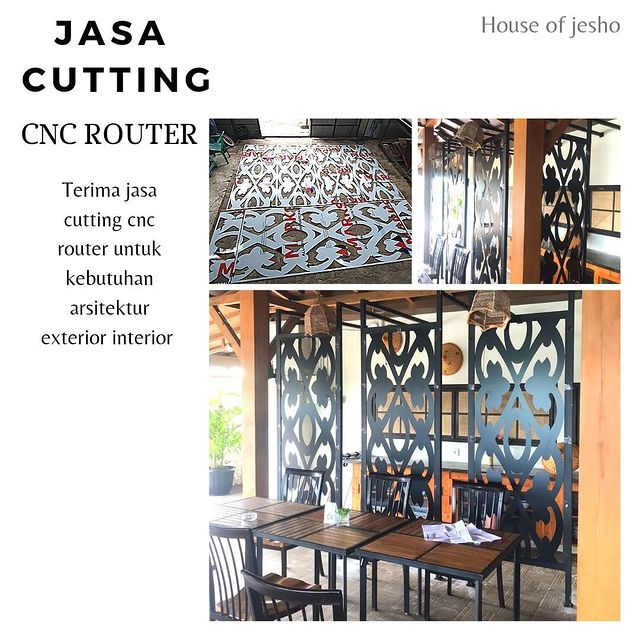 JASA
CUTTING
House of jesho
CNC ROUTER
Terima jasa
cutting cnc
router untuk
kebutuhan
arsitektur
exterior interior